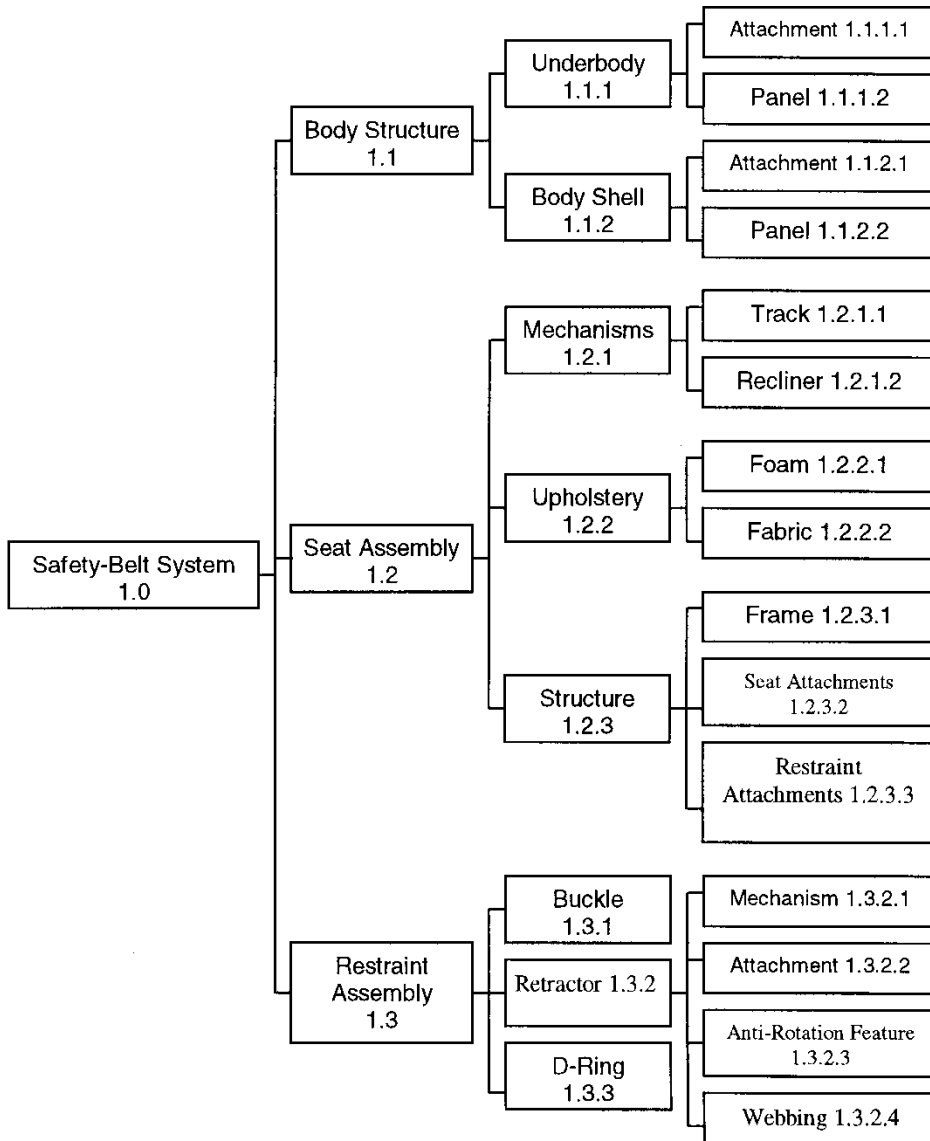 Attachment 1.1.1.1
Underbody
1.1.1
Panel 1.1.1.2
Body Structure
1.1
Attachment 1.1.2.1
Body Shell
1.1.2
Panel 1.1.2.2
Track 1.2.1.1
Mechanisms
1.2.1
Recliner 1.2.1.2
Foam 1.2.2.1
Upholstery
1.2.2
Fabric 1.2.2.2
Safety-Belt System
1.0
Seat Assembly
1.2
Frame 1.2.3.1
Structure
1.2.3
Seat Attachments
1.2.3.2
Restraint
Attachments 1.2.3.3
Buckle
1.3.1
Mechanism 1.3.2.1
Restraint
Assembly
1.3
Retractor 1.3.2
Attachment 1.3.2.2
Anti-Rotation Feature
1.3.2.3
D-Ring
1.3.3
Webbing 1.3.2.4